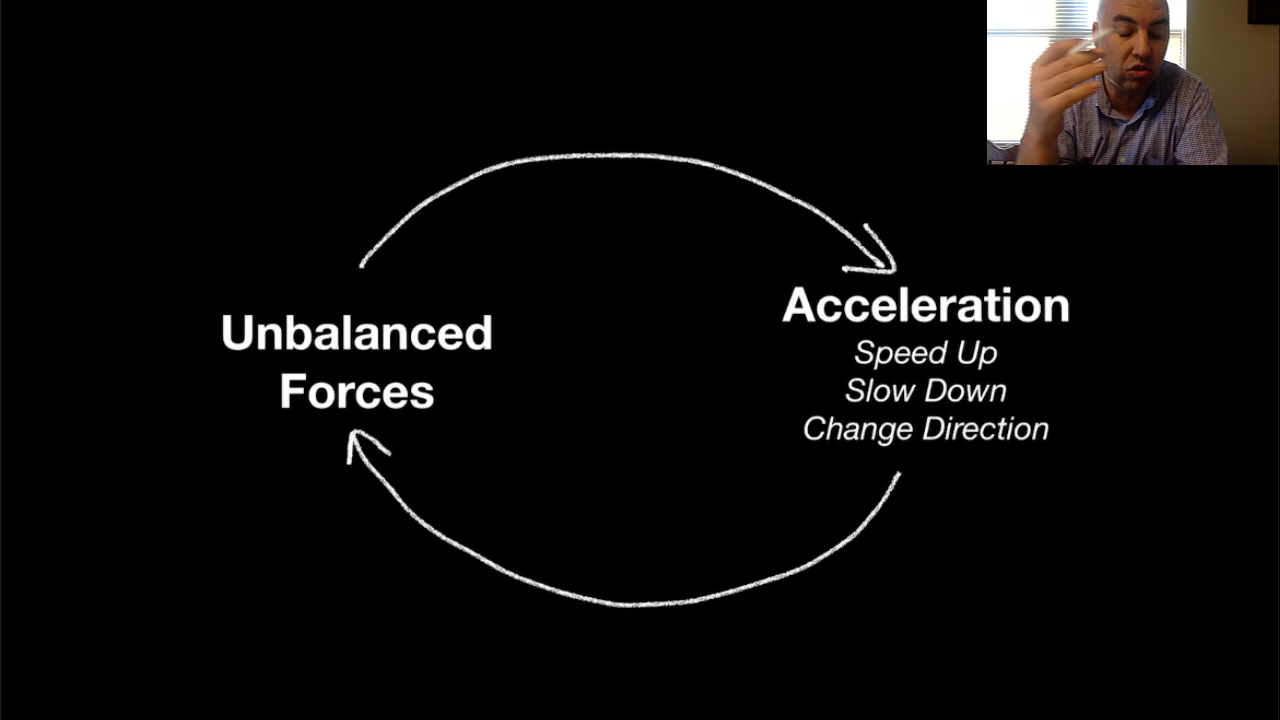 Unbalanced
Forces
Acceleration
Speed Up
Slow Down
Change Direction